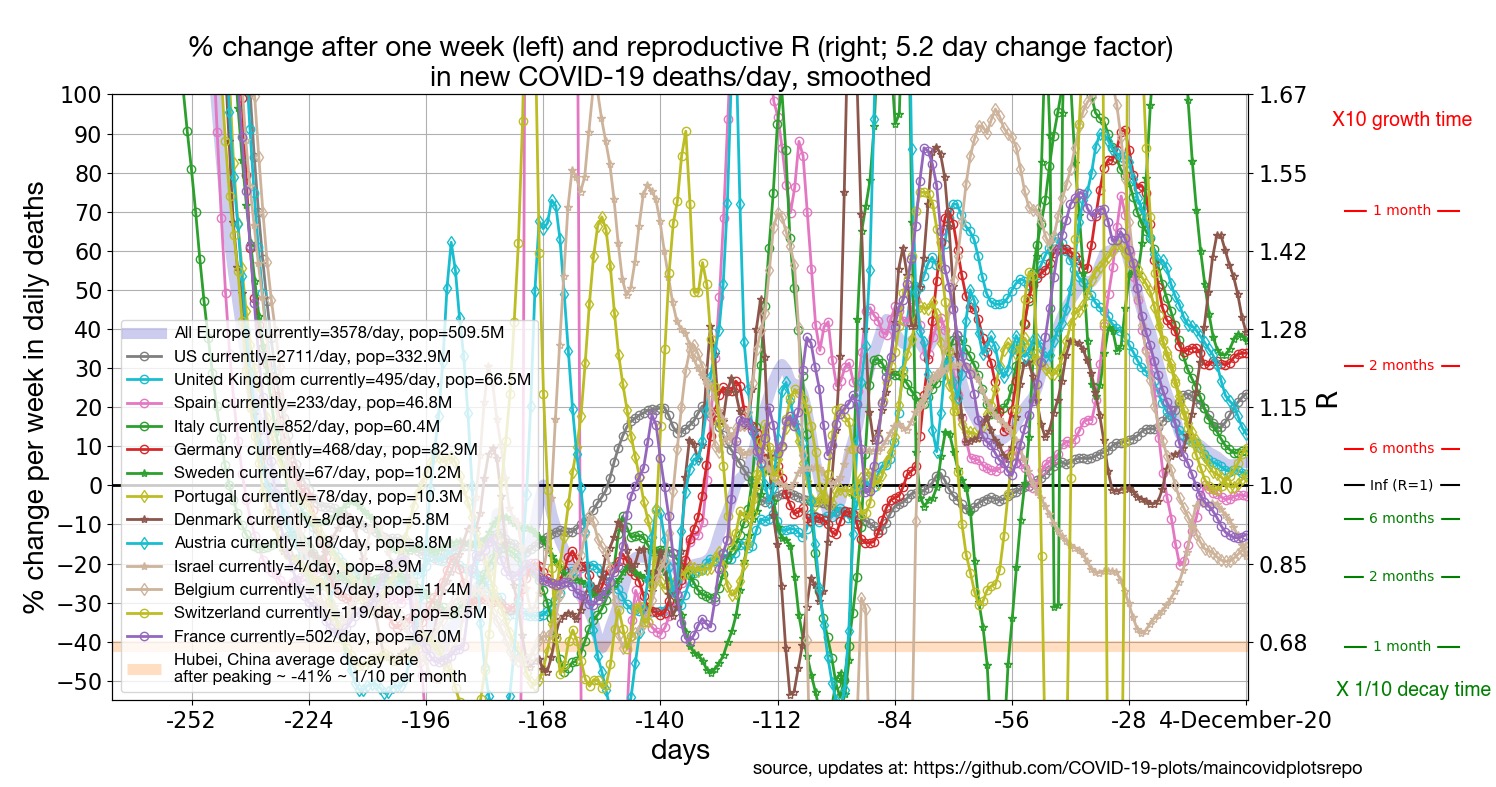 % change after one week (left) and reproductive R (right; 5.2 day change factor)
in new COVID-19 deaths/day, smoothed
% change per week in daily deaths
100
90
80
70
60
50
40
30
20
10
0
−10
−20
−30
−40
−50
All Europe currently=3578/day, pop=509.5M
US currently=2711/day, pop=332.9M
United Kingdom currently=495/day, pop=66.5M
Spain currently=233/day, pop=46.8M
Italy currently=852/day, pop=60.4M
Germany currently=468/day, pop=82.9M
Sweden currently=67/day, pop=10.2M
Portugal currently=78/day, pop=10.3M
Denmark currently=8/day, pop=5.8M
Austria currently=108/day, pop=8.8M
Israel currently=4/day, pop=8.9M
Belgium currently=115/day, pop=11.4M
Switzerland currently=119/day, pop=8.5M
France currently=502/day, pop=67.0M
Hubei, China average decay rate
after peaking ~ -41% ~ 1/10 per month
-252 -224 -196 -168 -140 -112 -84 -56 -28 4-December-20
days
1.67
1.55
1.42
1.28
1.15
1.0
0.85
0.68
R
X10 growth time
1 month
2 months
6 months
Inf (R=1)
6 months
2 months
1 month
X 1/10 decay time
source, updates at: https://github.com/COVID-19-plots/maincovidplotsrepo